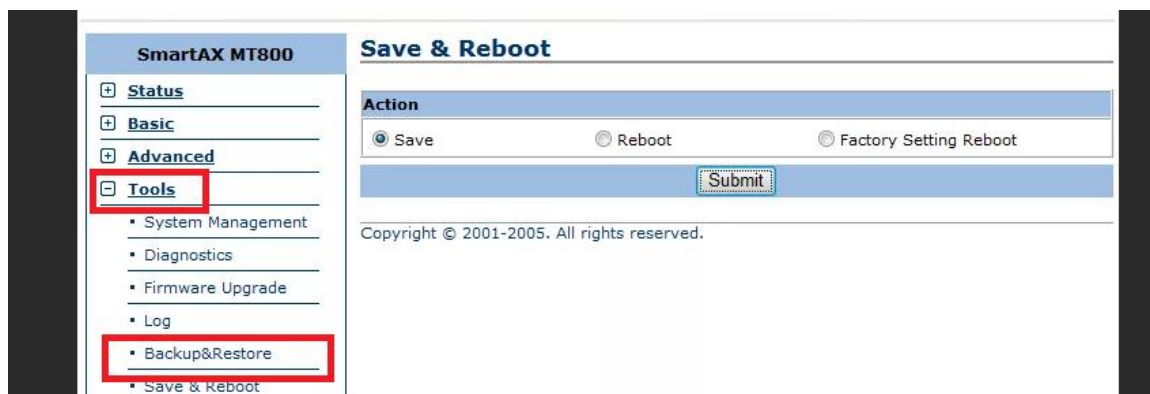 SmartAX MT800
Status
Basic
Advanced
Tools
System Management
Diagnostics
Firmware Upgrade
Log
Backup&Restore
Save & Reboot
Save & Reboot
Action
Save Reboot Factory Setting Reboot
Submit
Copyright © 2001-2005. All rights reserved.